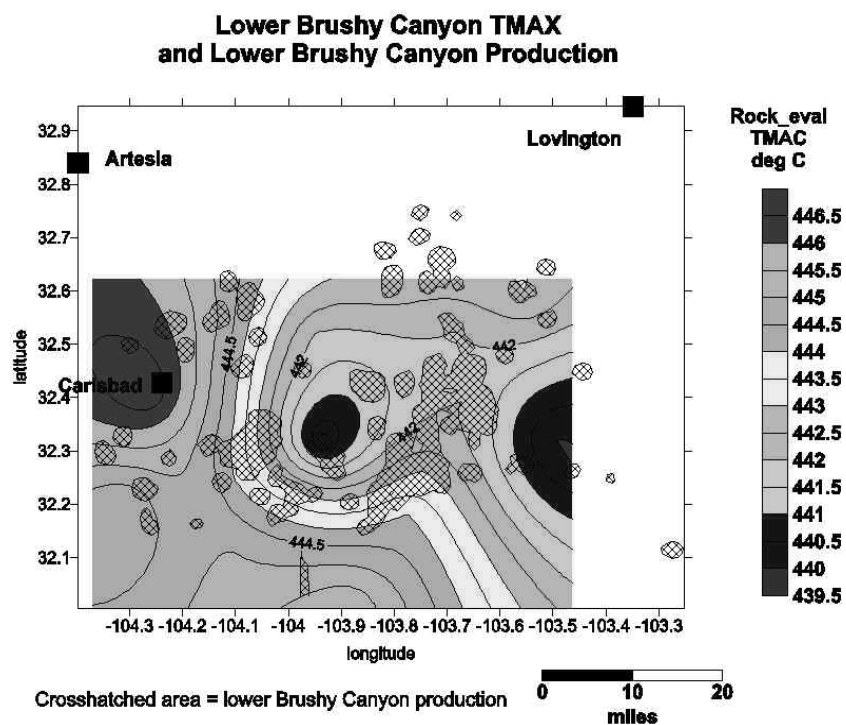 Lower Brushy Canyon TMAX
and Lower Brushy Canyon Production
Rock_eval
TMAC
deg C
Lovington
Artesia
Carlsbad
latitude
32.9
32.8
32.7
32.6
32.5
32.4
32.3
32.2
32.1
444.5
442
442
442
444.5
446.5
446
445.5
445
444.5
444
443.5
443
442.5
442
441.5
441
440.5
440
439.5
-104.3 -104.2 -104.1 -104 -103.9 -103.8 -103.7 -103.6 -103.5 -103.4 -103.3
longitude
Crosshatched area = lower Brushy Canyon production
0 10 20
miles